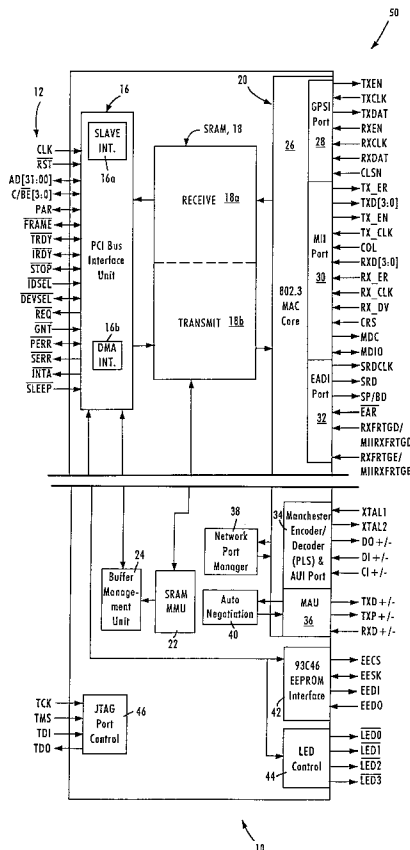 50
12
16
20
SRAM, 18
SLAVE
INT.
16a
CLK
RST
AD[31:00]
C/BE[3:0]
PAR
FRAME
TRDY
IRDY
STOP
IDSEL
DEVSEL
REQ
GNT
PERR
SERR
INTA
SLEEP
PCI Bus
Interface
Unit
16b
DMA
INT.
RECEIVE 18a
TRANSMIT 18b
26
802.3
MAC
Core
GPSI
Port
28
MII
Port
30
EADI
Port
32
TXEN
TXCLK
TXDAT
RXEN
RXCLK
RXDAT
CLSN
TX_ER
TXD[3:0]
TX_EN
TX_CLK
COL
RXD[3:0]
RX_ER
RX_CLK
RX_DV
CRS
MDC
MDIO
SRDCLK
SRD
SF/BD
EAR
RXFRTGD/
MIIRXFRTGD
RXFRTGE/
MIIRXFRTGE
24
Buffer
Manage-
ment
Unit
SRAM
MMU
22
38
Network
Port
Manager
Auto
Negotiation
40
34
Manchester
Encoder/
Decoder
(PLS) &
AUI Port
MAU
36
XTAL1
XTAL2
DO+/-
DI+/-
CI+/-
TXD+/-
TXP+/-
RXD+/-
93C46
EEPROM
Interface
42
EECS
EESK
EEDI
EEDO
TCK
TMS
TDI
TDO
JTAG
Port
Control
46
LED
Control
44
LED0
LED1
LED2
LED3
10